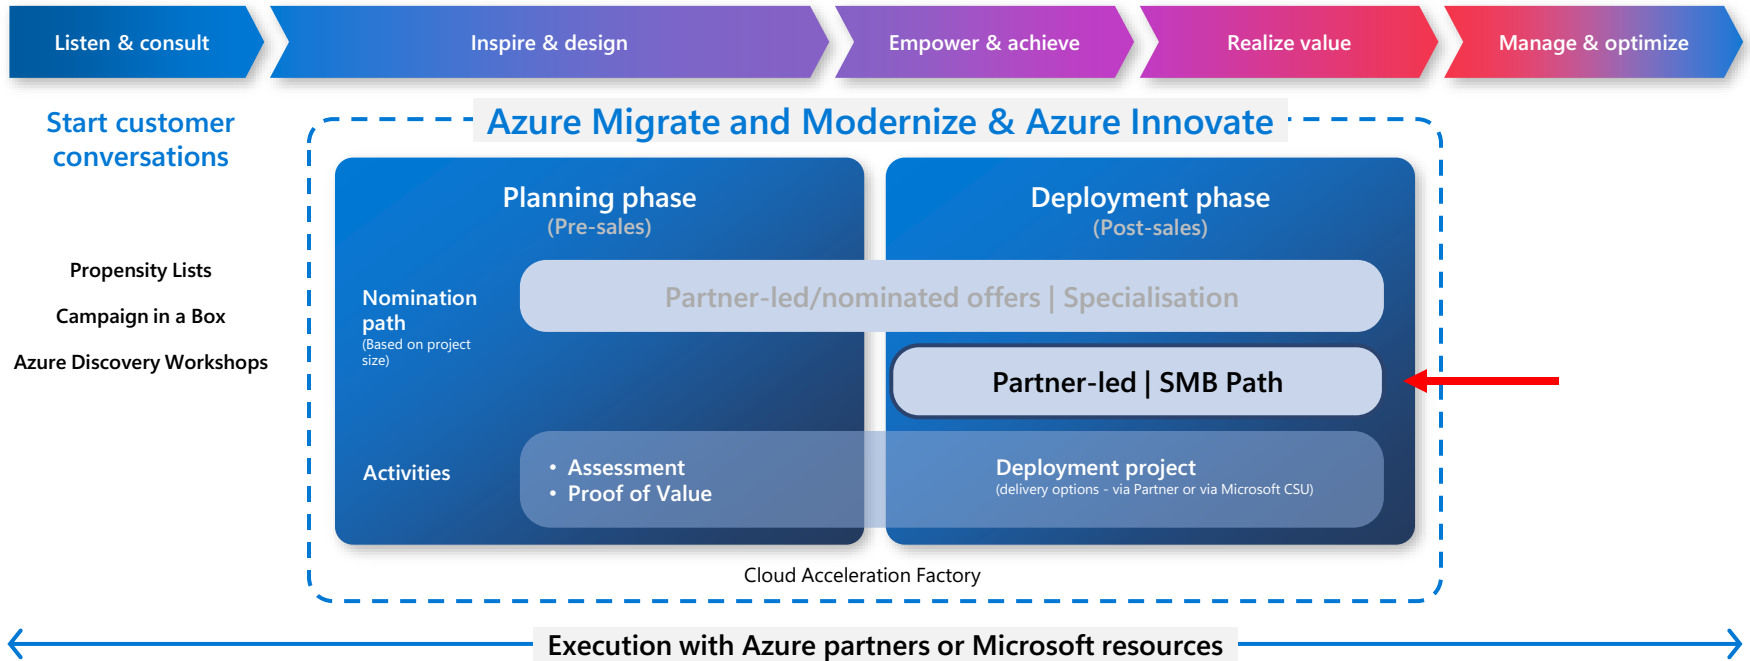 Listen & consult
Inspire & design
Empower & achieve
Realize value
Manage & optimize
Start customer
conversations
Propensity Lists
Campaign in a Box
Azure Discovery Workshops
Azure Migrate and Modernize & Azure Innovate
Planning phase
(Pre-sales)
Deployment phase
(Post-sales)
Nomination
path
(Based on project
size)
Partner-led/nominated offers | Specialisation
Partner-led | SMB Path
Activities
• Assessment
• Proof of Value
Deployment project
(delivery options - via Partner or via Microsoft CSU)
Cloud Acceleration Factory
Execution with Azure partners or Microsoft resources